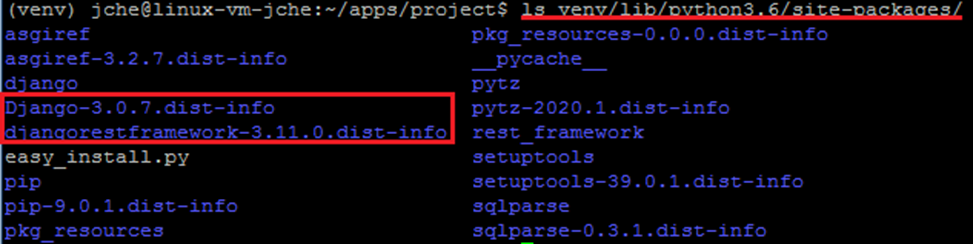 (venv) jche@linux-vm-jche:~/apps/project$ ls venv/lib/python3.6/site-packages/
asgiref pkg_resources-0.0.0.dist-info
asgiref-3.2.7.dist-info __pycache__
django pytz
Django-3.0.7.dist-info pytz-2020.1.dist-info
djangorestframework-3.11.0.dist-info rest_framework
easy_install.py setuptools
pip setuptools-39.0.1.dist-info
pip-9.0.1.dist-info sqlparse
pkg_resources sqlparse-0.3.1.dist-info